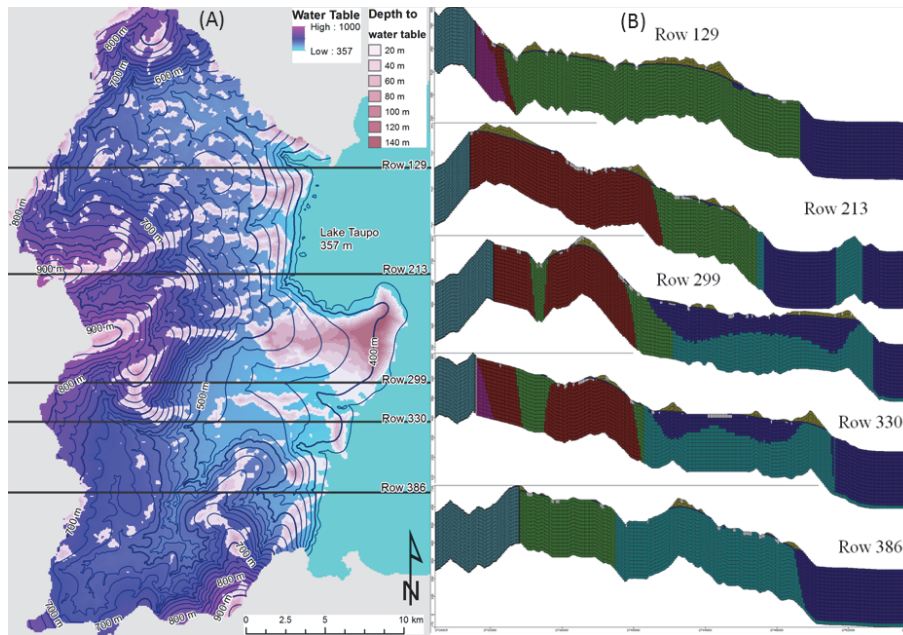 (A)
Water Table
High : 1000
Low : 357
Depth to
water table
20 m
40 m
60 m
80 m
100 m
120 m
140 m
800 m
700 m
600 m
Row 129
800 m
700 m
Lake Taupo
357 m
900 m
Row 213
900 m
400 m
800 m
500 m
Row 299
Row 330
700 m
Row 386
700 m
800 m
700 m
800 m
900 m
N
0 2.5 5 10 km
(B)
Row 129
Row 213
Row 299
Row 330
Row 386